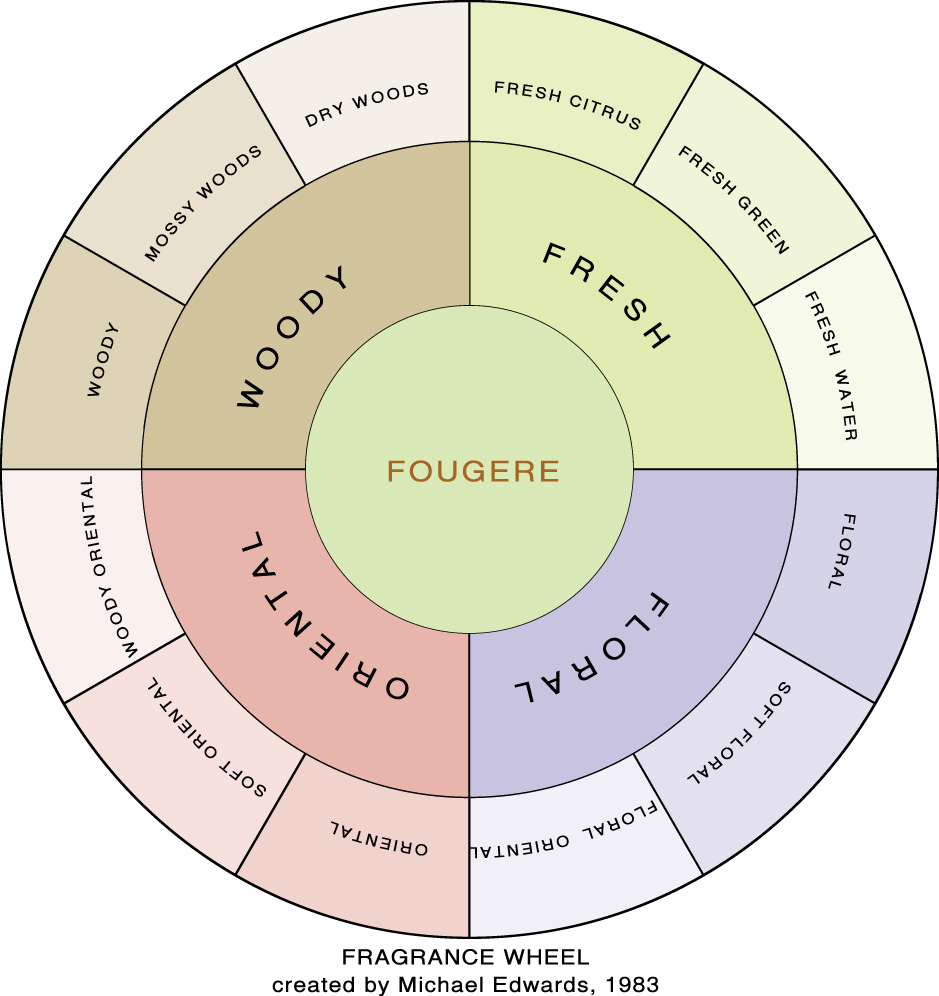 DRY WOODS
FRESH CITRUS
MOSSY WOODS
FRESH GREEN
WOODY
FRESH
WOODY
FRESH WATER
FOUGERE
WOODY ORIENTAL
ORIENTAL
FLORAL
FLORAL
SOFT ORIENTAL
SOFT FLORAL
ORIENTAL
FLORAL ORIENTAL
FRAGRANCE WHEEL
created by Michael Edwards, 1983